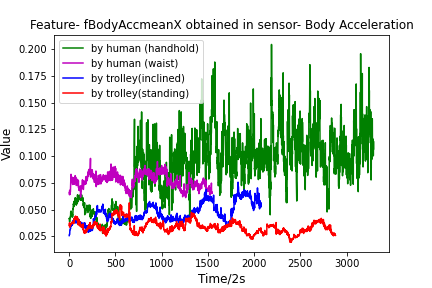 Feature- fBodyAccmeanX obtained in sensor- Body Acceleration
by human (handhold)
by human (waist)
by trolley(inclined)
by trolley(standing)
Value
0.200
0.175
0.150
0.125
0.100
0.075
0.050
0.025
0 500 1000 1500 2000 2500 3000
Time/2s